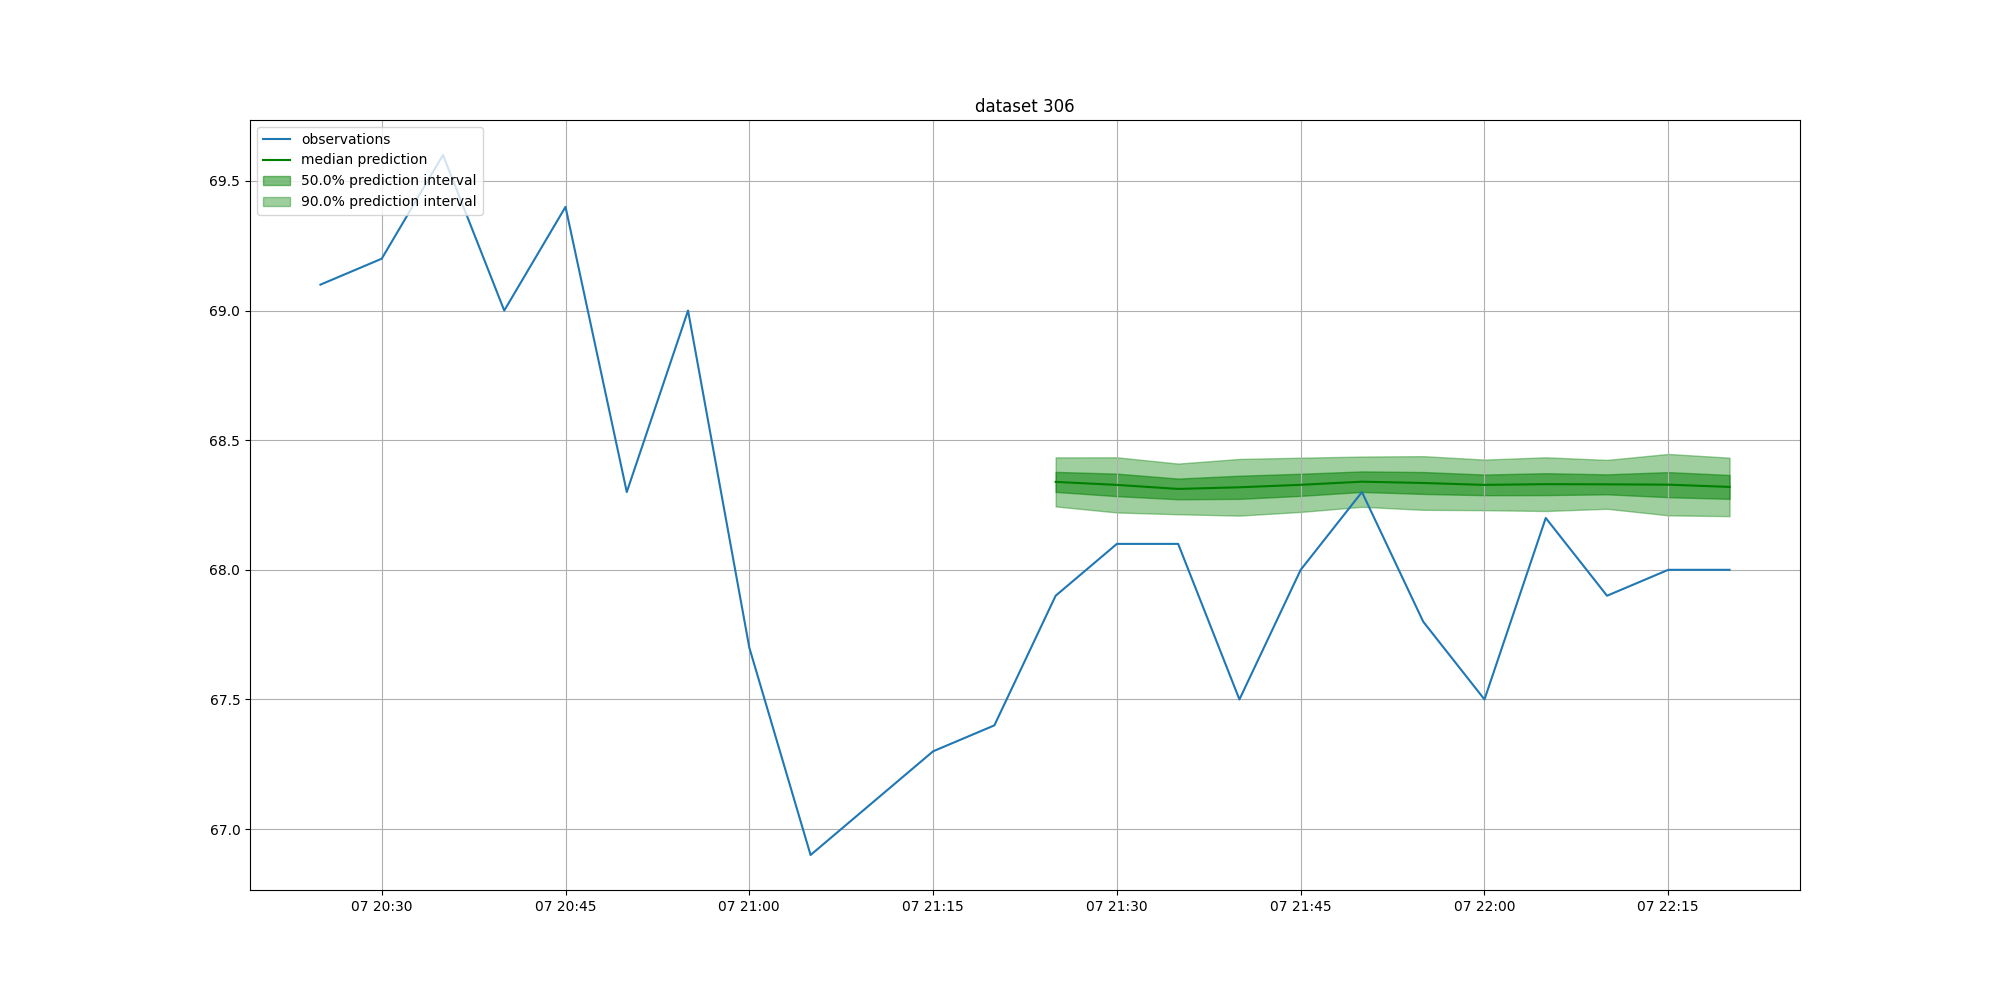 dataset 306
observations
median prediction
50.0% prediction interval
90.0% prediction interval
69.5
69.0
68.5
68.0
67.5
67.0
07 20:30
07 20:45
07 21:00
07 21:15
07 21:30
07 21:45
07 22:00
07 22:15